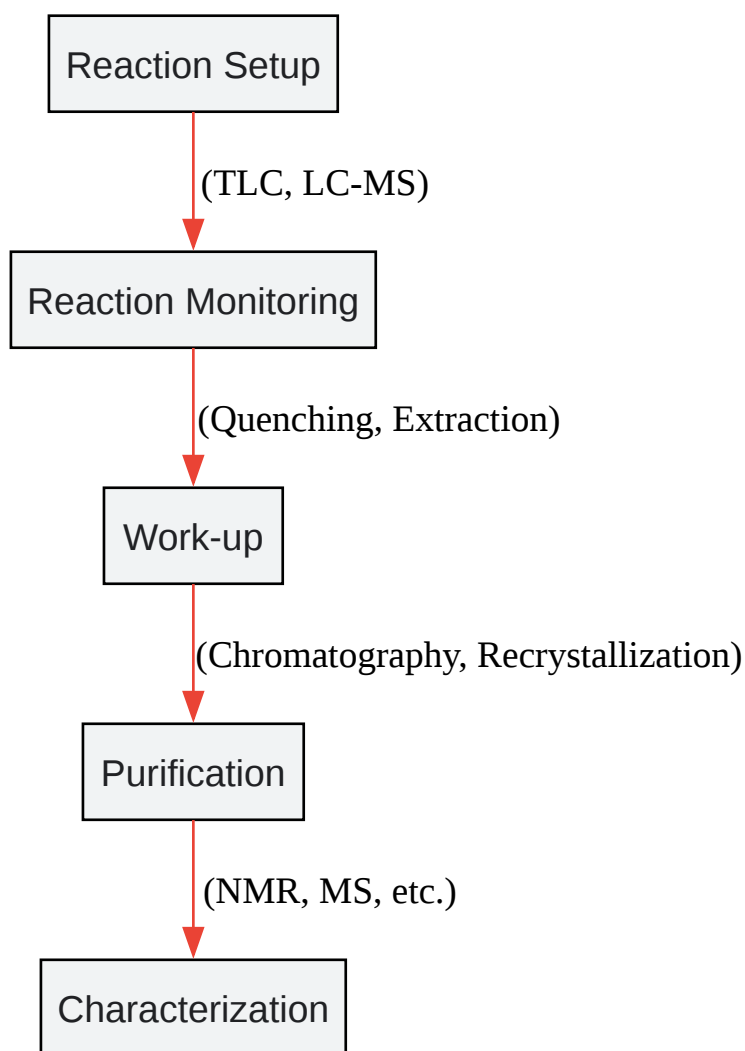 Reaction Setup
(TLC, LC-MS)
Reaction Monitoring
(Quenching, Extraction)
Work-up
(Chromatography, Recrystallization)
Purification
(NMR, MS, etc.)
Characterization